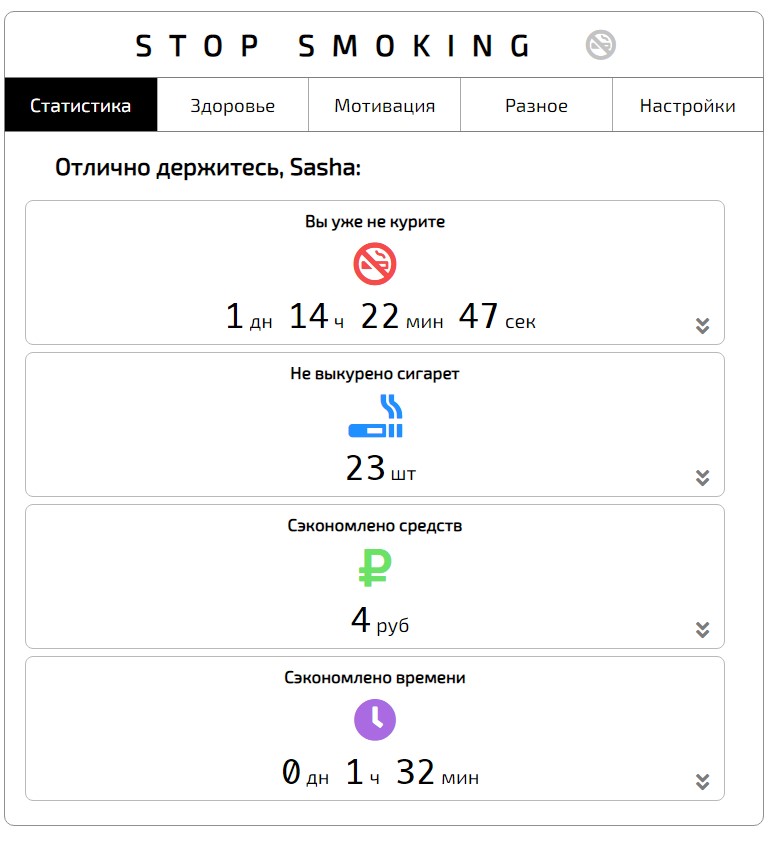 STOP SMOKING
Статистика Здоровье Мотивация Разное Настройки
Отлично держитесь, Sasha:
Вы уже не курите
1 дн 14 ч 22 мин 47 сек
Не выкурено сигарет
23 шт
Сэкономлено средств
₽
4 руб
Сэкономлено времени
0 дн 1 ч 32 мин